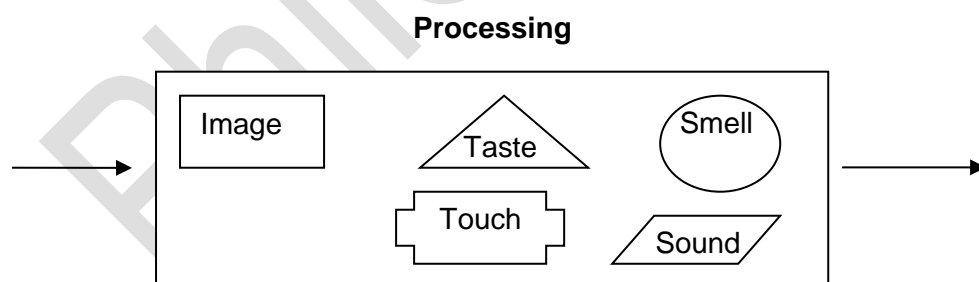 Processing
Image
Taste
Smell
Touch
Sound